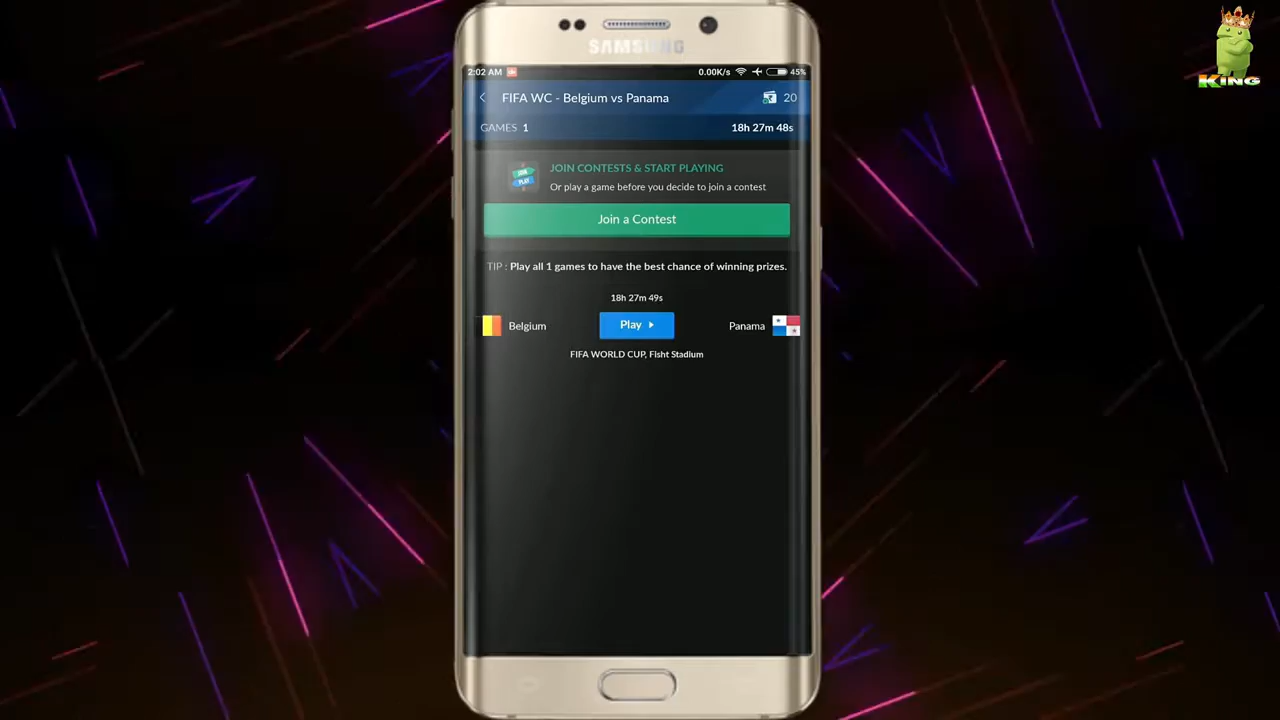 SAMSUNG
2:02 AM 0.00K/s 45%
FIFA WC - Belgium vs Panama 20
GAMES 1 18h 27m 48s
JOIN CONTESTS & START PLAYING
JOIN
PLAY
Or play a game before you decide to join a contest
Join a Contest
TIP : Play all 1 games to have the best chance of winning prizes.
18h 27m 49s
Belgium Play Panama
FIFA WORLD CUP, Fisht Stadium
KING